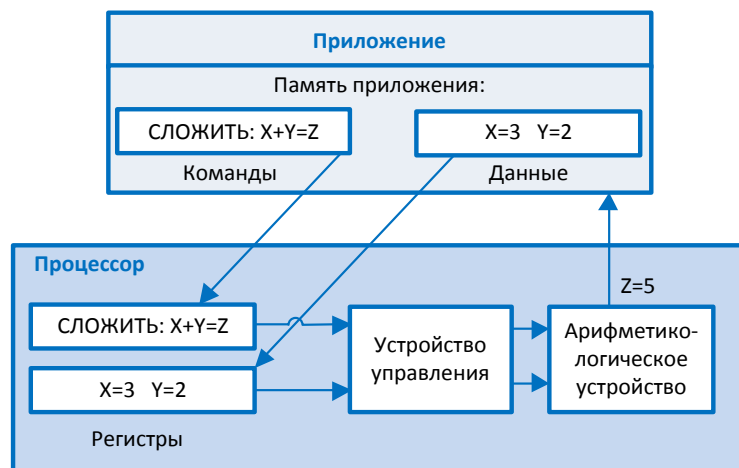 Приложение
Память приложения:
СЛОЖИТЬ: X+Y=Z
X=3 Y=2
Команды
Данные
Процессор
Z=5
СЛОЖИТЬ: X+Y=Z
X=3 Y=2
Регистры
Устройство
управления
Арифметико-
логическое
устройство